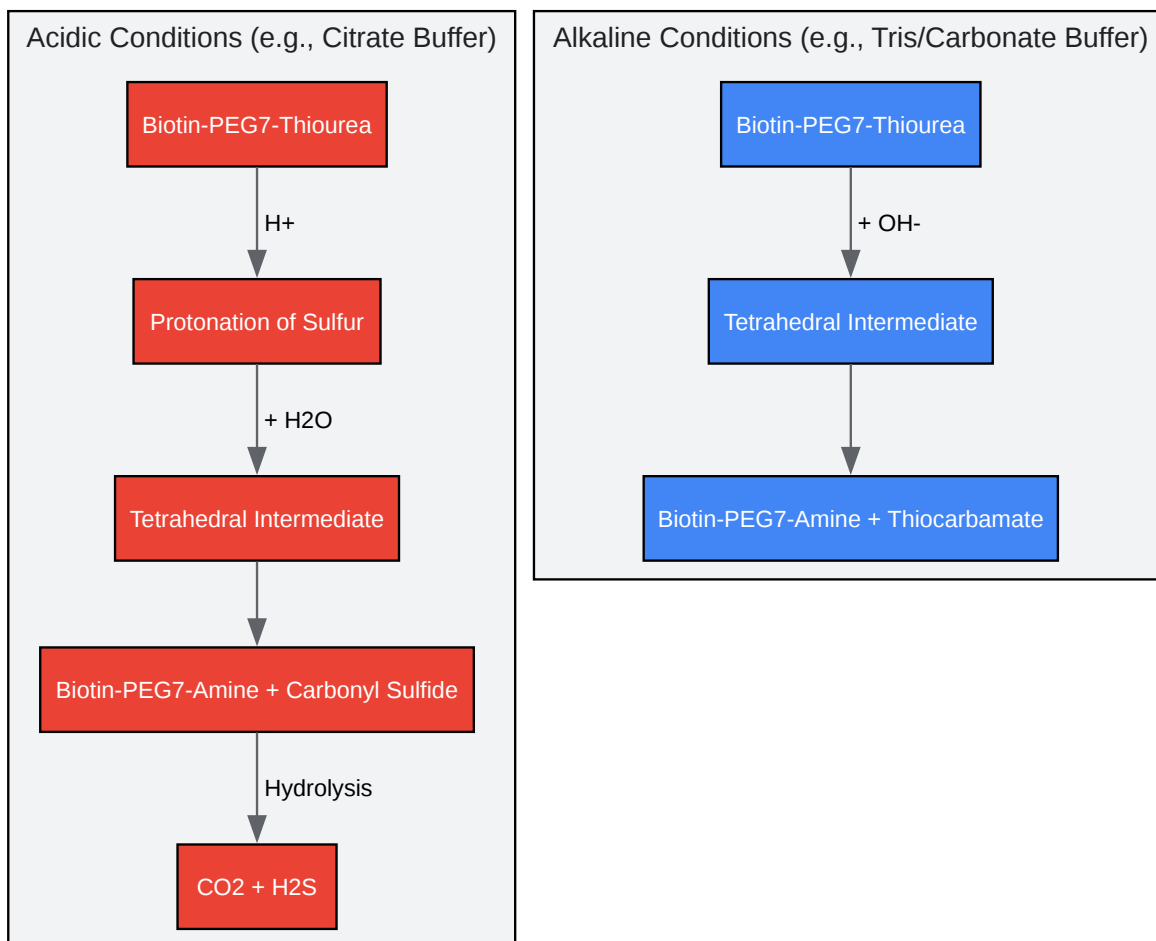 Acidic Conditions (e.g., Citrate Buffer)
Biotin-PEG7-Thiourea
H+
Protonation of Sulfur
+ H2O
Tetrahedral Intermediate
Biotin-PEG7-Amine + Carbonyl Sulfide
Hydrolysis
CO2 + H2S
Alkaline Conditions (e.g., Tris/Carbonate Buffer)
Biotin-PEG7-Thiourea
+ OH-
Tetrahedral Intermediate
Biotin-PEG7-Amine + Thiocarbamate